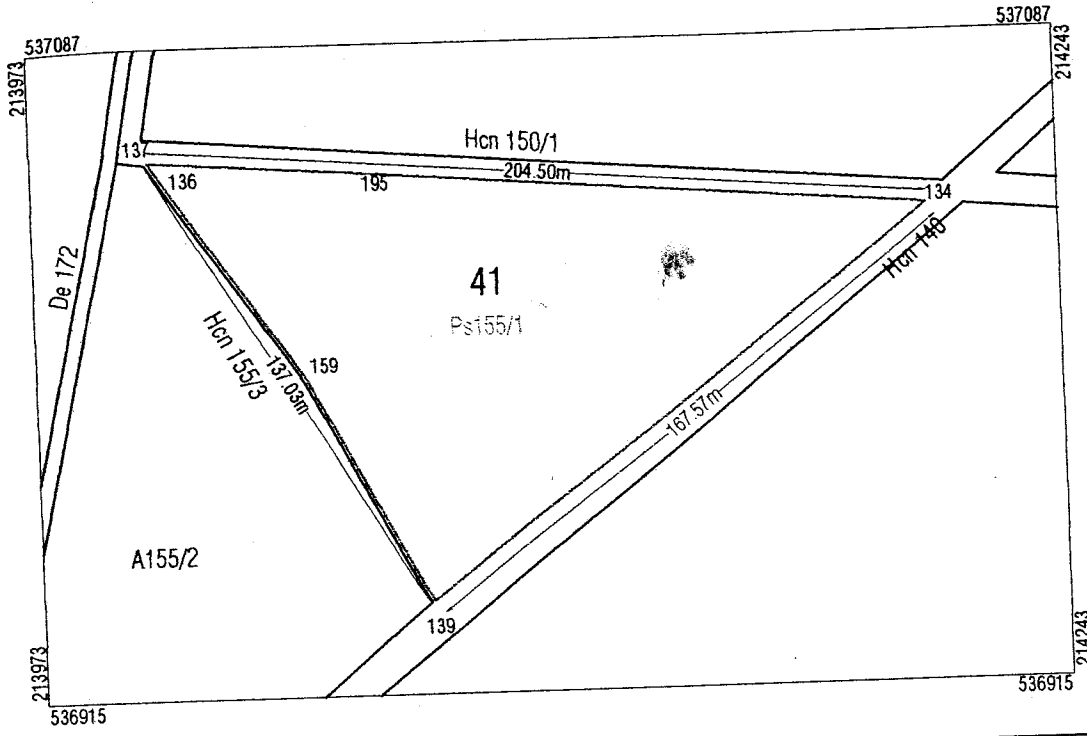 537087
537087
213973
214243
Hcn 150/1
137
204.50m
136
195
134
Hcn 140
De 172
41
Ps155/1
Hcn 155/3
137.03m
159
167.57m
A155/2
139
213973
214243
536915
536915